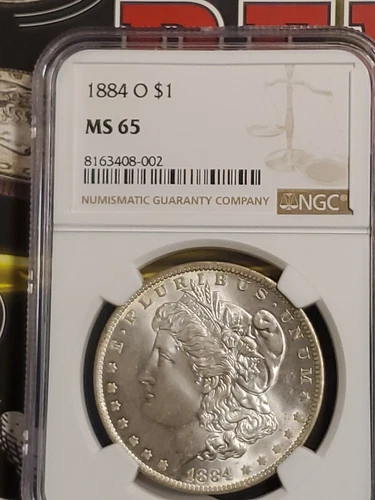 1884 O $1
MS 65
8163408-002
NUMISMATIC GUARANTY COMPANY
NGC
E·PLURIBUS·UNUM
1884